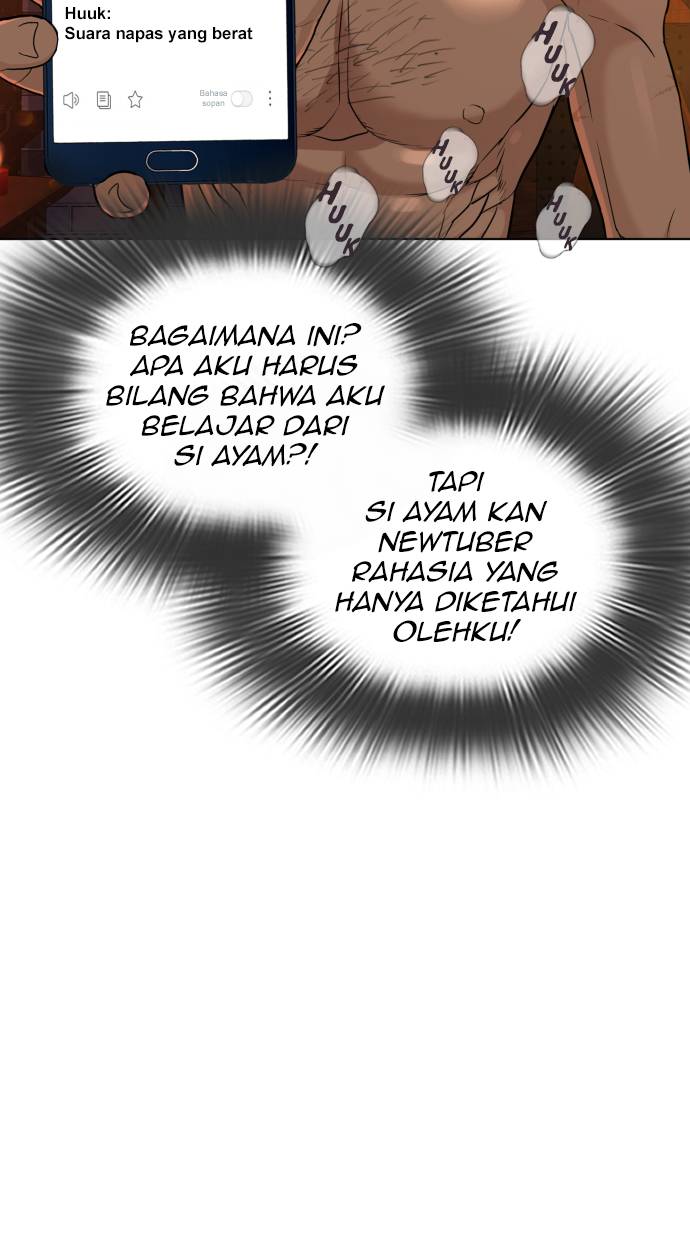 Huuk:
Suara napas yang berat
Bahasa
sopan
HUUK
HUUK
HUUK
HUUK
BAGAIMANA INI?
APA AKU HARUS
BILANG BAHWA AKU
BELAJAR DARI
SI AYAM?!
TAPI
SI AYAM KAN
NEWTUBER
RAHASIA YANG
HANYA DIKETAHUI
OLEHKU!